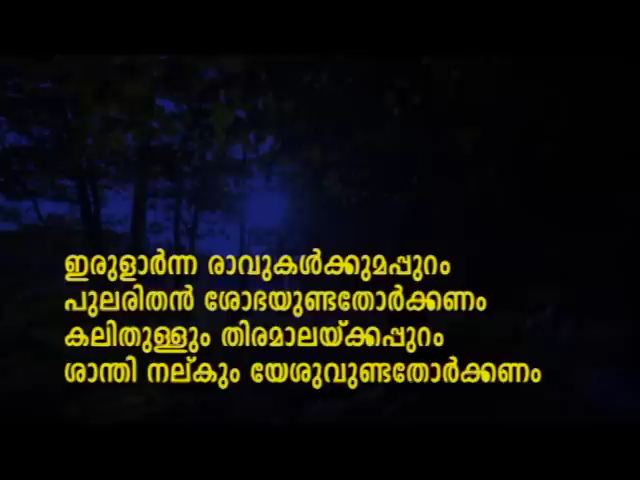 ഇരുളാർന്ന രാവുകൾക്കുമപ്പുറം
പുലരിതൻ ശോഭയുണ്ടതോർക്കണം
കലിതുള്ളും തിരമാലയ്ക്കപ്പുറം
ശാന്തി നല്കും യേശുവുണ്ടതോർക്കണം